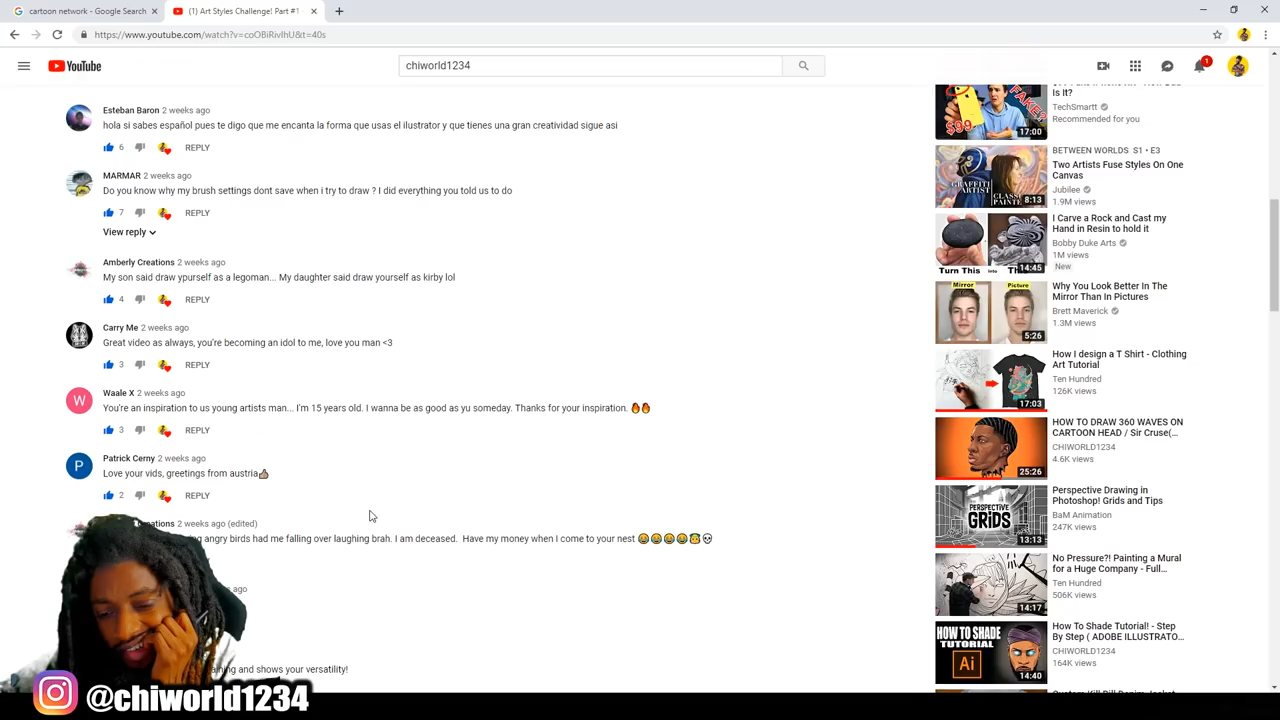 cartoon network - Google Search
(1) Art Styles Challenge! Part #1
https://www.youtube.com/watch?v=coOBiRivIhU&t=40s
YouTube
chiworld1234
1
Esteban Baron 2 weeks ago
hola si sabes español pues te digo que me encanta la forma que usas el ilustrator y que tienes una gran creatividad sigue asi
6 REPLY
MARMAR 2 weeks ago
Do you know why my brush settings dont save when i try to draw ? I did everything you told us to do
7 REPLY
View reply
Amberly Creations 2 weeks ago
My son said draw ypurself as a legoman... My daughter said draw yourself as kirby lol
4 REPLY
Carry Me 2 weeks ago
Great video as always, you're becoming an idol to me, love you man <3
3 REPLY
W
Waale X 2 weeks ago
You're an inspiration to us young artists man... I'm 15 years old. I wanna be as good as yu someday. Thanks for your inspiration. 🔥🔥
3 REPLY
P
Patrick Cerny 2 weeks ago
Love your vids, greetings from austria👍🏽
2 REPLY
2 weeks ago (edited)
angry birds had me falling over laughing brah. I am deceased. Have my money when I come to your nest 😂😂😂😂😇💀
ago
and shows your versatility!
@chiworld1234
Is It?
TechSmartt
Recommended for you
$99
FAKE!
17:00
BETWEEN WORLDS S1 • E3
Two Artists Fuse Styles On One
Canvas
Jubilee
1.9M views
GRAFFITI
ARTIST
8:13
I Carve a Rock and Cast my
Hand in Resin to hold it
Bobby Duke Arts
1M views
New
Turn This
14:45
Why You Look Better In The
Mirror Than In Pictures
Brett Maverick
1.3M views
Mirror Picture
5:26
How I design a T Shirt - Clothing
Art Tutorial
Ten Hundred
126K views
17:03
HOW TO DRAW 360 WAVES ON
CARTOON HEAD / Sir Cruse(...
CHIWORLD1234
4.6K views
25:26
Perspective Drawing in
Photoshop! Grids and Tips
BaM Animation
247K views
PERSPECTIVE
GRIDS
13:13
No Pressure?! Painting a Mural
for a Huge Company - Full...
Ten Hundred
506K views
14:17
How To Shade Tutorial! - Step
By Step ( ADOBE ILLUSTRATO...
CHIWORLD1234
164K views
HOW TO SHADE
TUTORIAL
Ai
14:40